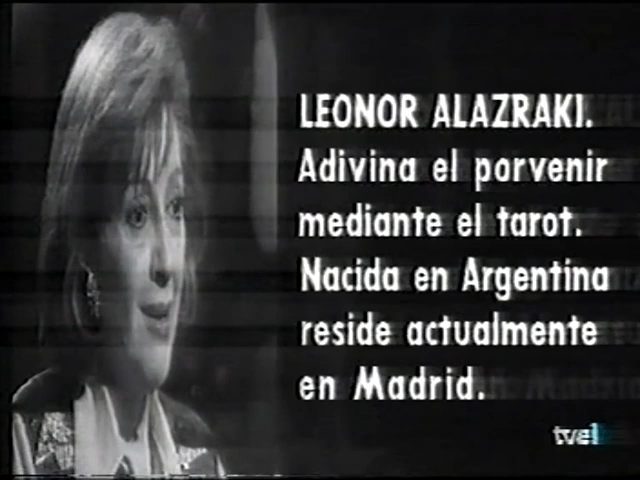 LEONOR ALAZRAKI.
Adivina el porvenir
mediante el tarot.
Nacida en Argentina
reside actualmente
en Madrid.
tve1